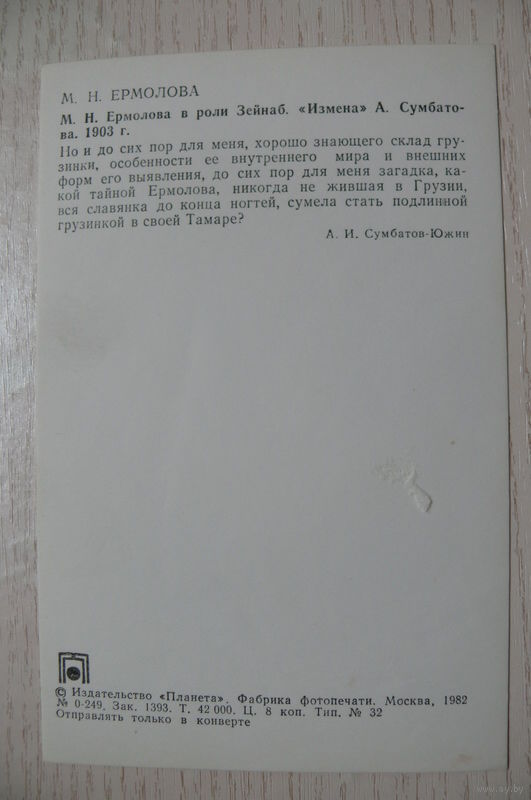 М. Н. ЕРМОЛОВА
М. Н. Ермолова в роли Зейнаб. «Измена» А. Сумбато-
ва. 1903 г.
Но и до сих пор для меня, хорошо знающего склад гру-
зинки, особенности ее внутреннего мира и внешних
форм его выявления, до сих пор для меня загадка, ка-
кой тайной Ермолова, никогда не жившая в Грузии,
вся славянка до конца ногтей, сумела стать подлинной
грузинкой в своей Тамаре?
А. И. Сумбатов-Южин
© Издательство «Планета». Фабрика фотопечати. Москва, 1982
№ 0-249. Зак. 1393. Т. 42 000. Ц. 8 коп. Тип. № 32
Отправлять только в конверте
www.ay.by